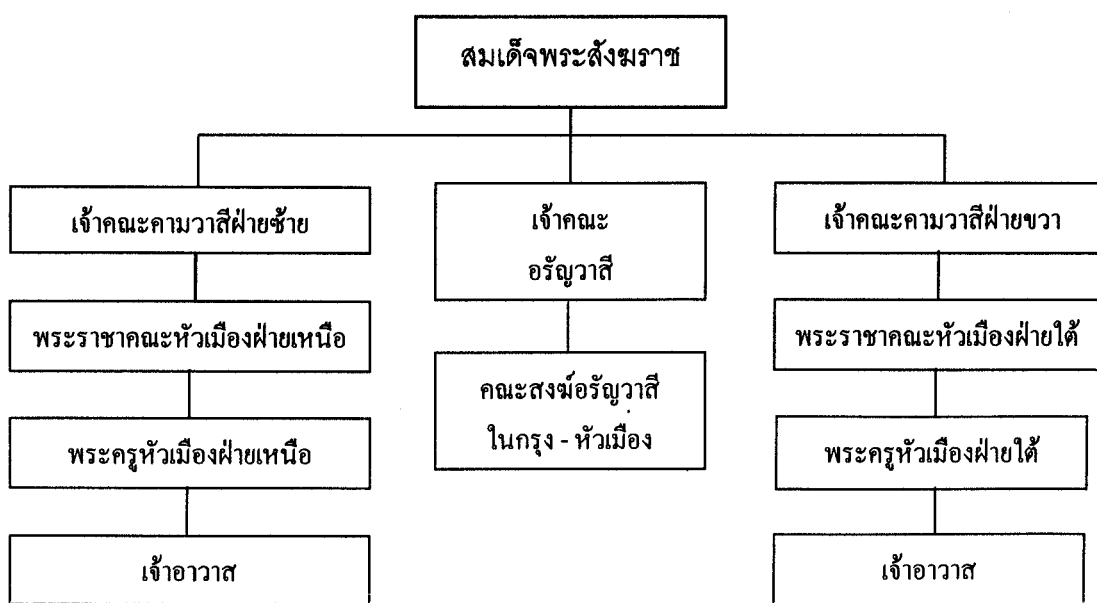 สมเด็จพระสังฆราช
เจ้าคณะคามวาสีฝ่ายซ้าย
เจ้าคณะ
อรัญวาสี
เจ้าคณะคามวาสีฝ่ายขวา
พระราชาคณะหัวเมืองฝ่ายเหนือ
คณะสงฆ์อรัญวาสี
ในกรุง - หัวเมือง
พระราชาคณะหัวเมืองฝ่ายใต้
พระครูหัวเมืองฝ่ายเหนือ
พระครูหัวเมืองฝ่ายใต้
เจ้าอาวาส
เจ้าอาวาส